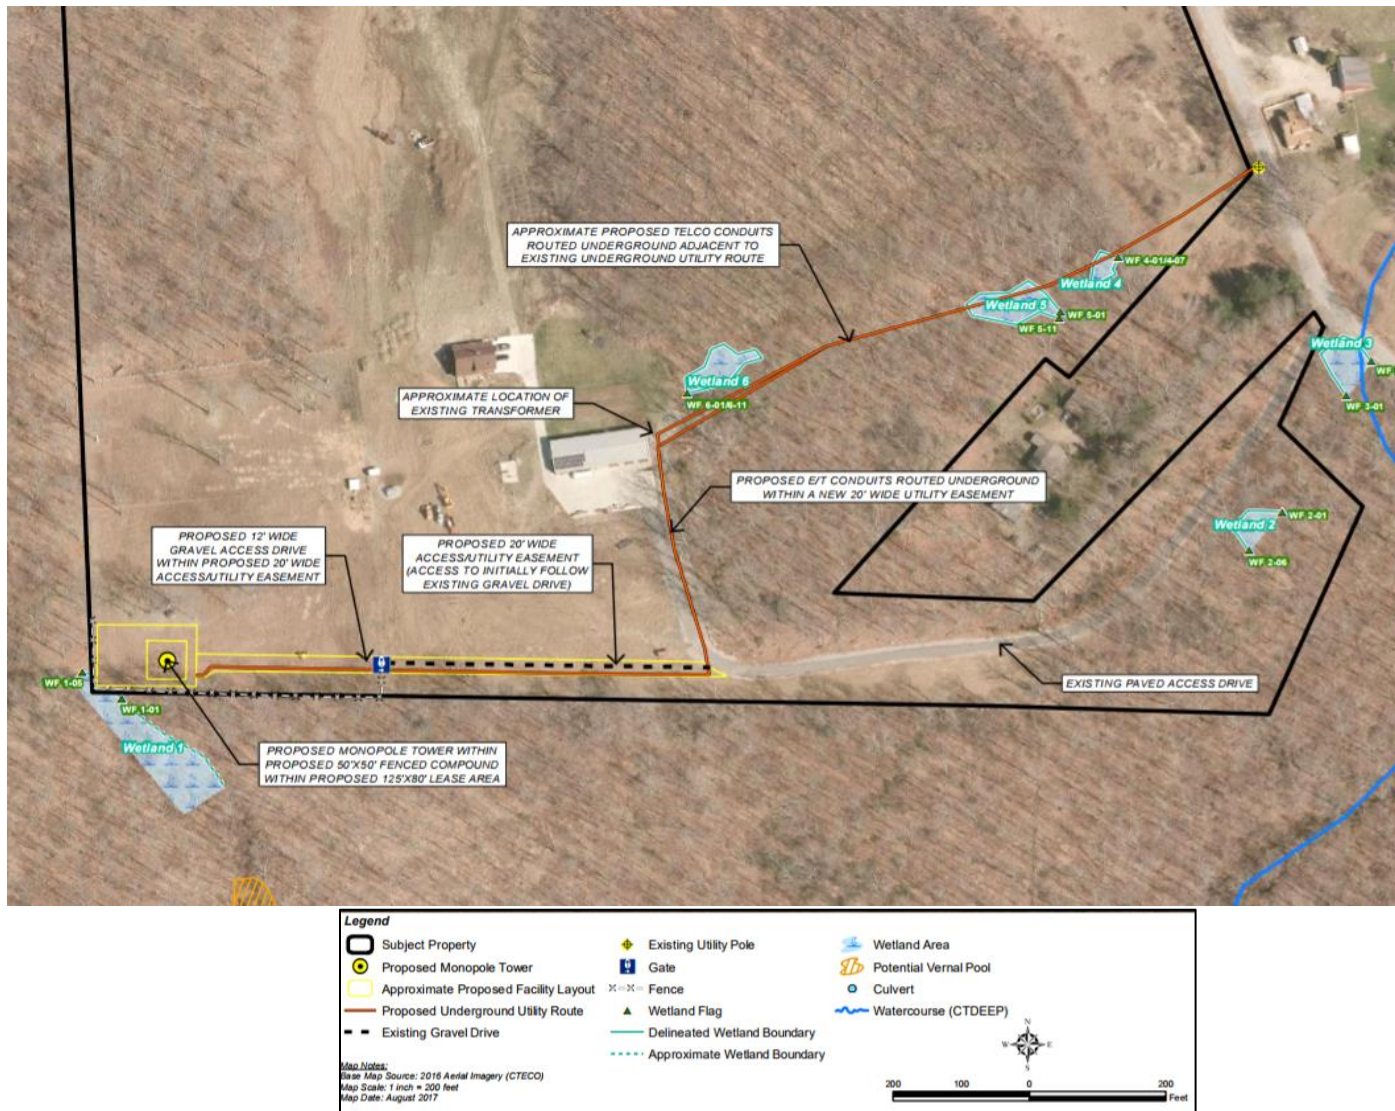 APPROXIMATE PROPOSED TELCO CONDUITS
ROUTED UNDERGROUND ADJACENT TO
EXISTING UNDERGROUND UTILITY ROUTE
WF 4-01/4-07
Wetland 4
Wetland 5
WF 5-01
WF 5-11
Wetland 3
WF
WF 3-01
Wetland 6
WF 6-01/6-11
APPROXIMATE LOCATION OF
EXISTING TRANSFORMER
PROPOSED E/T CONDUITS ROUTED UNDERGROUND
WITHIN A NEW 20' WIDE UTILITY EASEMENT
Wetland 2
WF 2-01
WF 2-06
PROPOSED 12' WIDE
GRAVEL ACCESS DRIVE
WITHIN PROPOSED 20' WIDE
ACCESS/UTILITY EASEMENT
PROPOSED 20' WIDE
ACCESS/UTILITY EASEMENT
(ACCESS TO INITIALLY FOLLOW
EXISTING GRAVEL DRIVE)
EXISTING PAVED ACCESS DRIVE
WF 1-05
WF 1-01
Wetland 1
PROPOSED MONOPOLE TOWER WITHIN
PROPOSED 50'X50' FENCED COMPOUND
WITHIN PROPOSED 125'X80' LEASE AREA
Legend
Subject Property
Proposed Monopole Tower
Approximate Proposed Facility Layout
Proposed Underground Utility Route
Existing Gravel Drive
Existing Utility Pole
Gate
Fence
Wetland Flag
Delineated Wetland Boundary
Approximate Wetland Boundary
Wetland Area
Potential Vernal Pool
Culvert
Watercourse (CTDEEP)
Map Notes:
Base Map Source: 2016 Aerial Imagery (CTECO)
Map Scale: 1 inch = 200 feet
Map Date: August 2017
N
W E
S
200 100 0 200
Feet